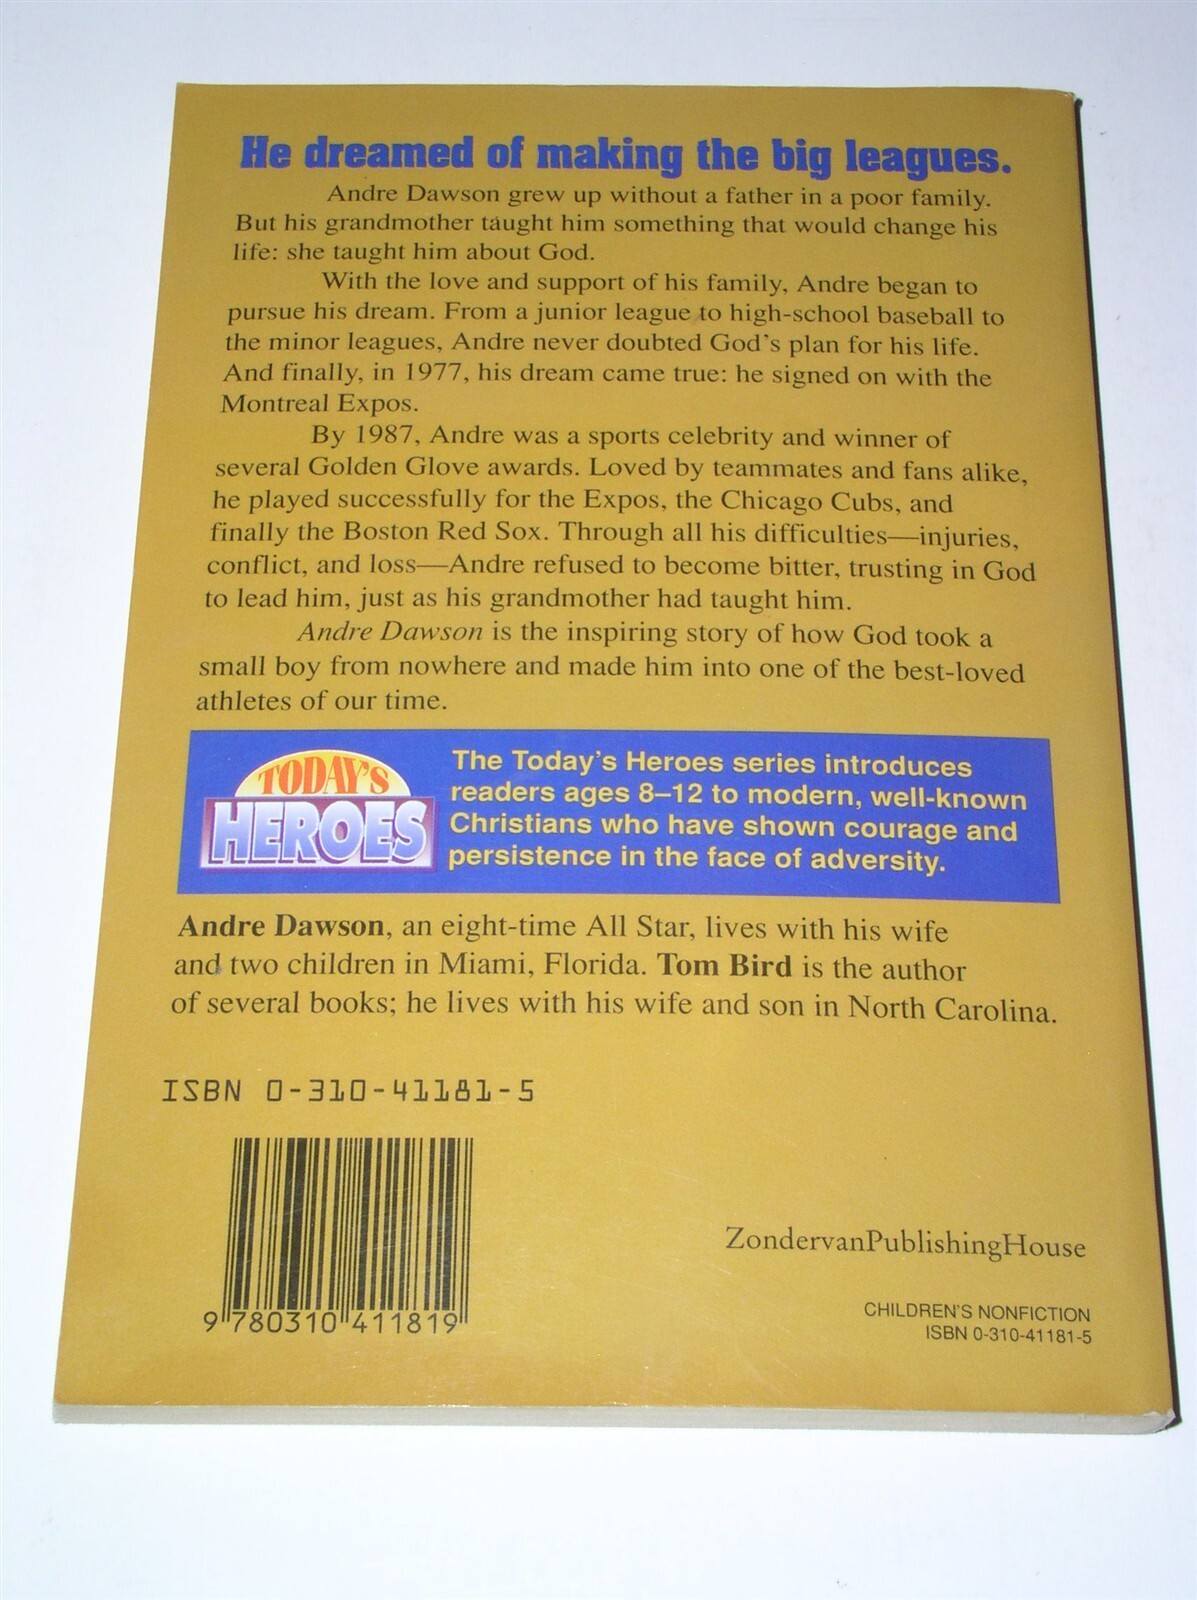 He dreamed of making the big leagues.
Andre Dawson grew up without a father in a poor family.
But his grandmother taught him something that would change his
life: she taught him about God.
With the love and support of his family, Andre began to
pursue his dream. From a junior league to high-school baseball to
the minor leagues, Andre never doubted God's plan for his life.
And finally, in 1977, his dream came true: he signed on with the
Montreal Expos.
By 1987, Andre was a sports celebrity and winner of
several Golden Glove awards. Loved by teammates and fans alike,
he played successfully for the Expos, the Chicago Cubs, and
finally the Boston Red Sox. Through all his difficulties—injuries,
conflict, and loss—Andre refused to become bitter, trusting in God
to lead him, just as his grandmother had taught him.
Andre Dawson is the inspiring story of how God took a
small boy from nowhere and made him into one of the best-loved
athletes of our time.
TODAY'S
HEROES
The Today's Heroes series introduces
readers ages 8–12 to modern, well-known
Christians who have shown courage and
persistence in the face of adversity.
Andre Dawson, an eight-time All Star, lives with his wife
and two children in Miami, Florida. Tom Bird is the author
of several books; he lives with his wife and son in North Carolina.
ISBN 0-310-41181-5
9 780310 411819
ZondervanPublishingHouse
CHILDREN'S NONFICTION
ISBN 0-310-41181-5